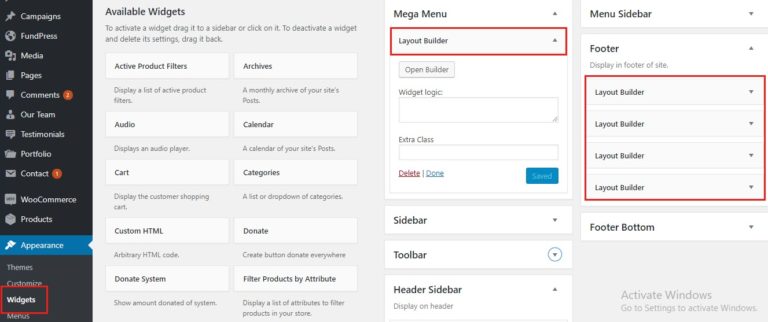 Campaigns
FundPress
Media
Pages
Comments 2
Our Team
Testimonials
Portfolio
Contact 1
WooCommerce
Products
Appearance
Themes
Customize
Widgets
Menus
Available Widgets
To activate a widget drag it to a sidebar or click on it. To deactivate a widget
and delete its settings, drag it back.
Active Product Filters
Archives
Display a list of active product
filters.
A monthly archive of your site's
Posts.
Audio
Calendar
Displays an audio player.
A calendar of your site's Posts.
Cart
Categories
Display the customer shopping
cart.
A list or dropdown of categories.
Custom HTML
Donate
Arbitrary HTML code.
Create button donate everywhere
Donate System
Filter Products by Attribute
Show amount donated of system.
Display a list of attributes to filter
products in your store.
Mega Menu
Layout Builder
Open Builder
Widget logic:
Extra Class
Delete | Done
Saved
Sidebar
Toolbar
Header Sidebar
Display on header
Menu Sidebar
Footer
Display in footer of site.
Layout Builder
Layout Builder
Layout Builder
Layout Builder
Footer Bottom
Activate Windows
Go to Settings to activate Windows.